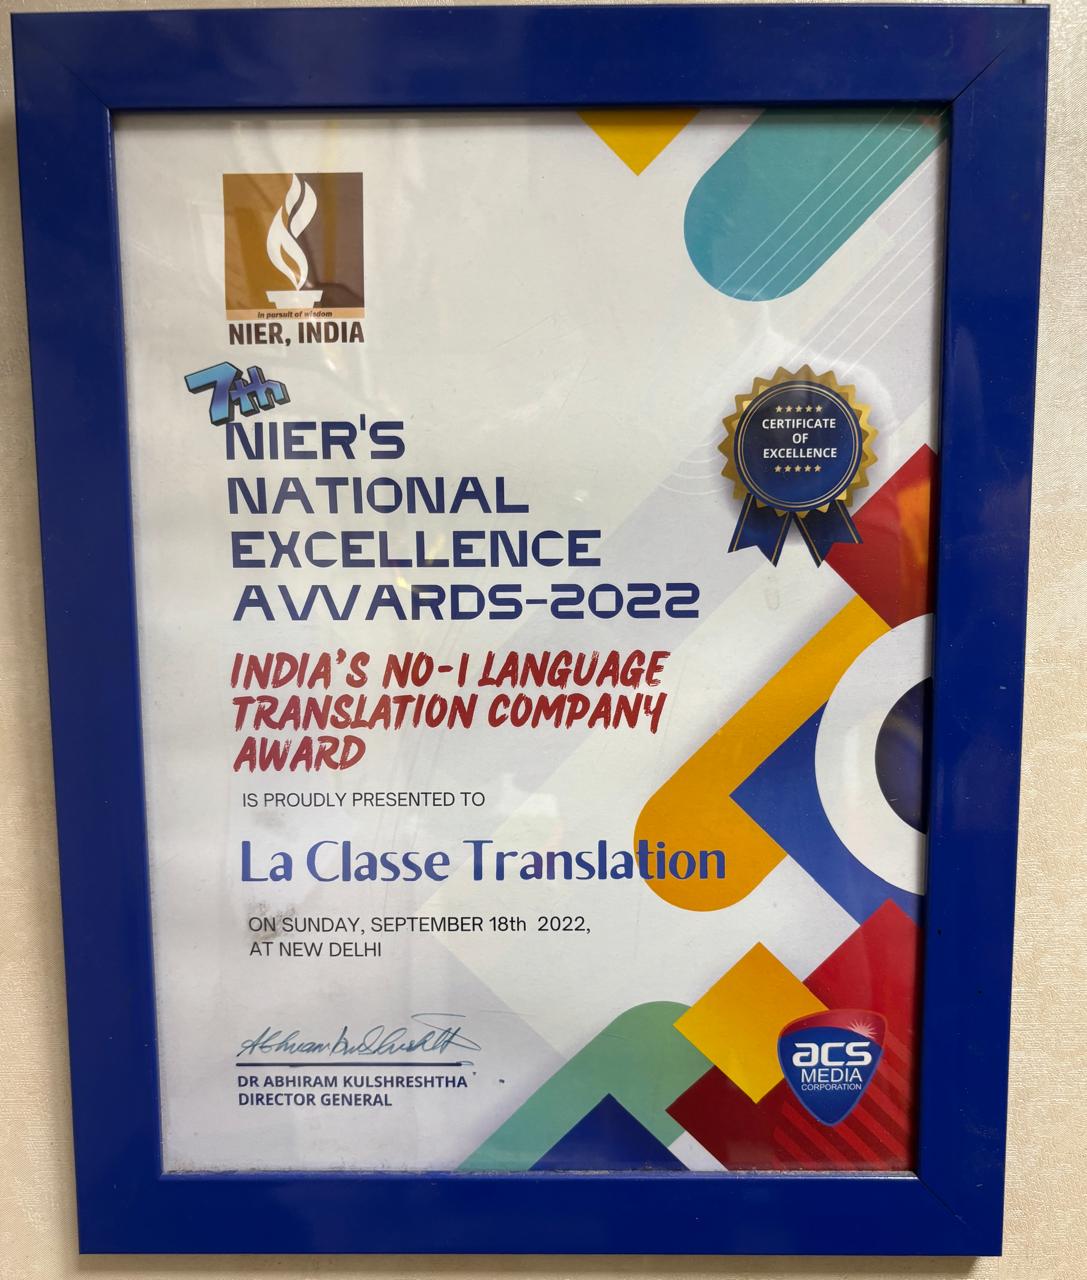 In pursuit of wisdom
NIER, INDIA
7th
NIER'S
NATIONAL
EXCELLENCE
AWARDS-2022
CERTIFICATE
OF
EXCELLENCE
INDIA'S NO-1 LANGUAGE
TRANSLATION COMPANY
AWARD
IS PROUDLY PRESENTED TO
La Classe Translation
ON SUNDAY, SEPTEMBER 18th 2022,
AT NEW DELHI
DR ABHIRAM KULSHRESHTHA
DIRECTOR GENERAL
acs
MEDIA
CORPORATION